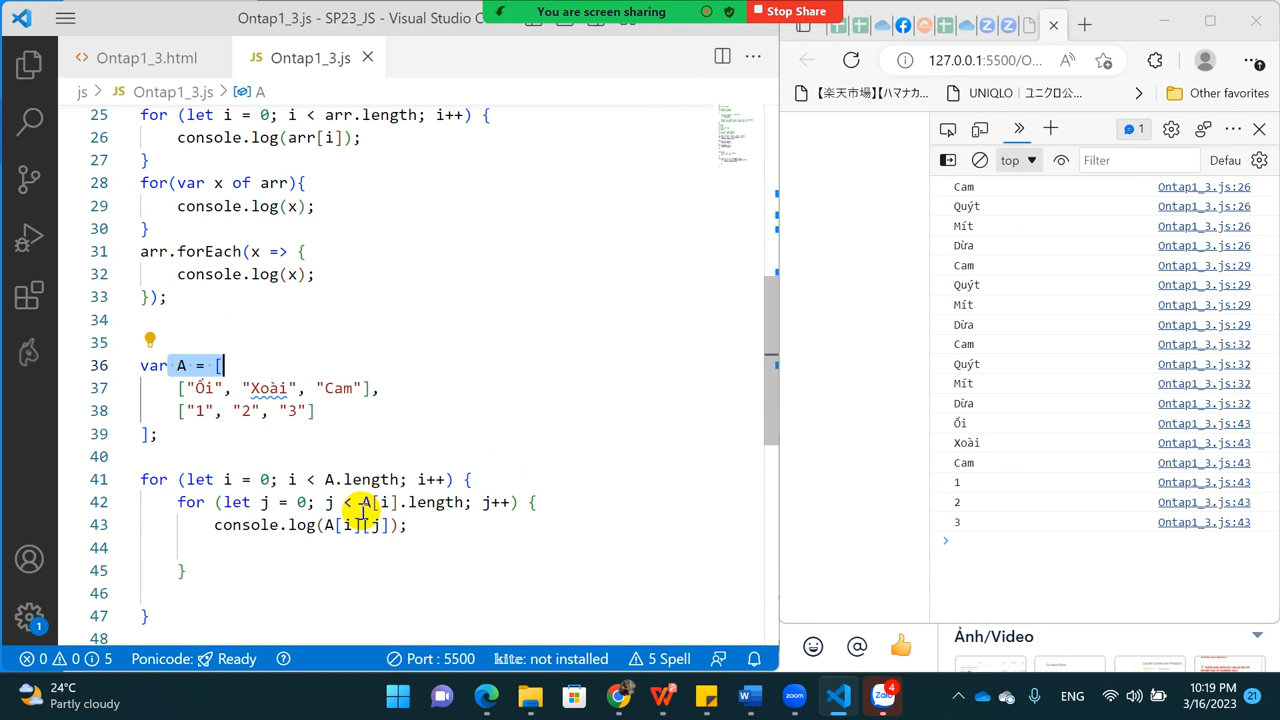 Ontap1_3.js - SP23_JS - Visual Studio C
You are screen sharing
Stop Share
Ontap1_3.html
JS Ontap1_3.js
js > JS Ontap1_3.js > A
25 for (let i = 0; i < arr.length; i++) {
26 console.log(arr[i]);
27 }
28 for(var x of arr){
29 console.log(x);
30 }
31 arr.forEach(x => {
32 console.log(x);
33 });
34
35
36 var A = [
37 ["Ổi", "Xoài", "Cam"],
38 ["1", "2", "3"]
39 ];
40
41 for (let i = 0; i < A.length; i++) {
42 for (let j = 0; j < A[i].length; j++) {
43 console.log(A[i][j]);
44
45 }
46
47 }
48
0 0 5 Ponicode: Ready Port : 5500 kite: not installed 5 Spell
127.0.0.1:5500/O...
【楽天市場】【ハマナカ... UNIQLO | ユニクロ公... Other favorites
1
top Filter Defau
Cam Ontap1_3.js:26
Quýt Ontap1_3.js:26
Mít Ontap1_3.js:26
Dừa Ontap1_3.js:26
Cam Ontap1_3.js:29
Quýt Ontap1_3.js:29
Mít Ontap1_3.js:29
Dừa Ontap1_3.js:29
Cam Ontap1_3.js:32
Quýt Ontap1_3.js:32
Mít Ontap1_3.js:32
Dừa Ontap1_3.js:32
Ổi Ontap1_3.js:43
Xoài Ontap1_3.js:43
Cam Ontap1_3.js:43
1 Ontap1_3.js:43
2 Ontap1_3.js:43
3 Ontap1_3.js:43
Ảnh/Video
1
24°C
Partly cloudy
zoom
Zalo
4
ENG
10:19 PM
3/16/2023
21